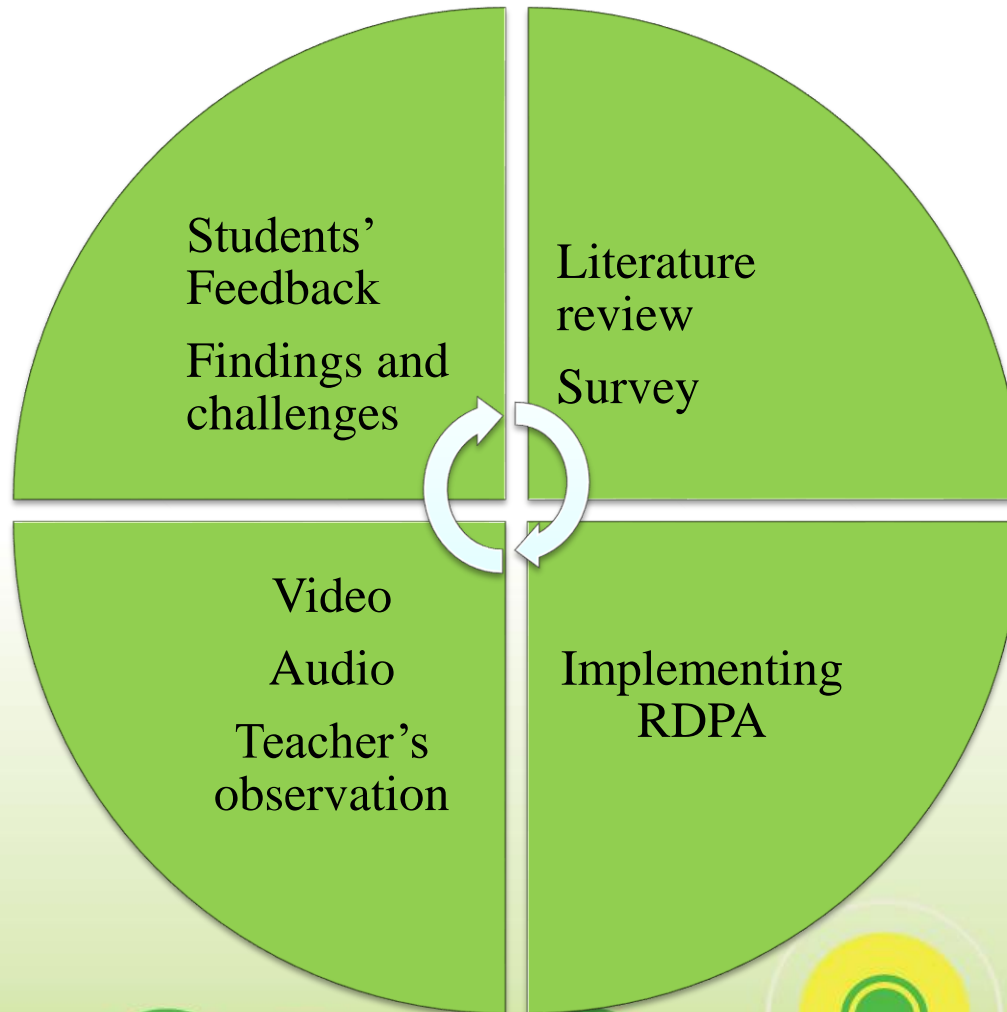 Students’
Feedback
Findings and
challenges
Literature
review
Survey
Video
Audio
Teacher’s
observation
Implementing
RDPA